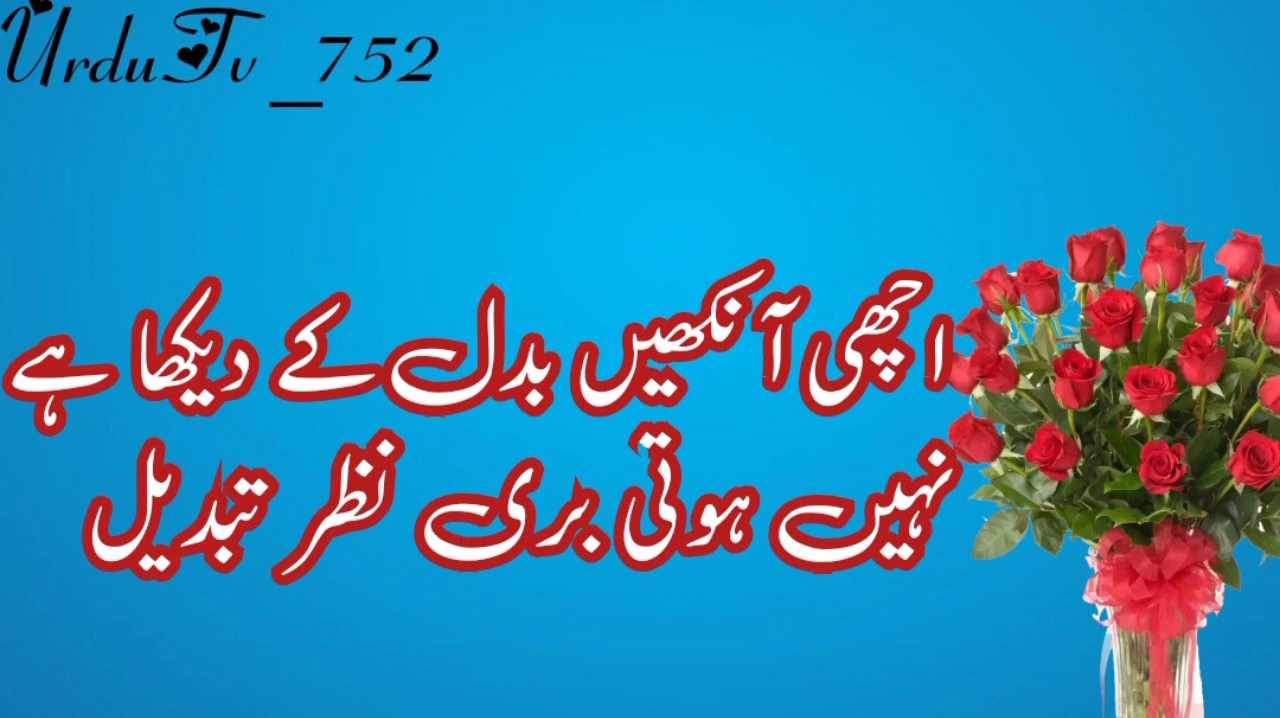 UrduTv_752
اچھی آنکھیں بدل کے دیکھا ہے
نہیں ہوتی بری نظر تبدیل